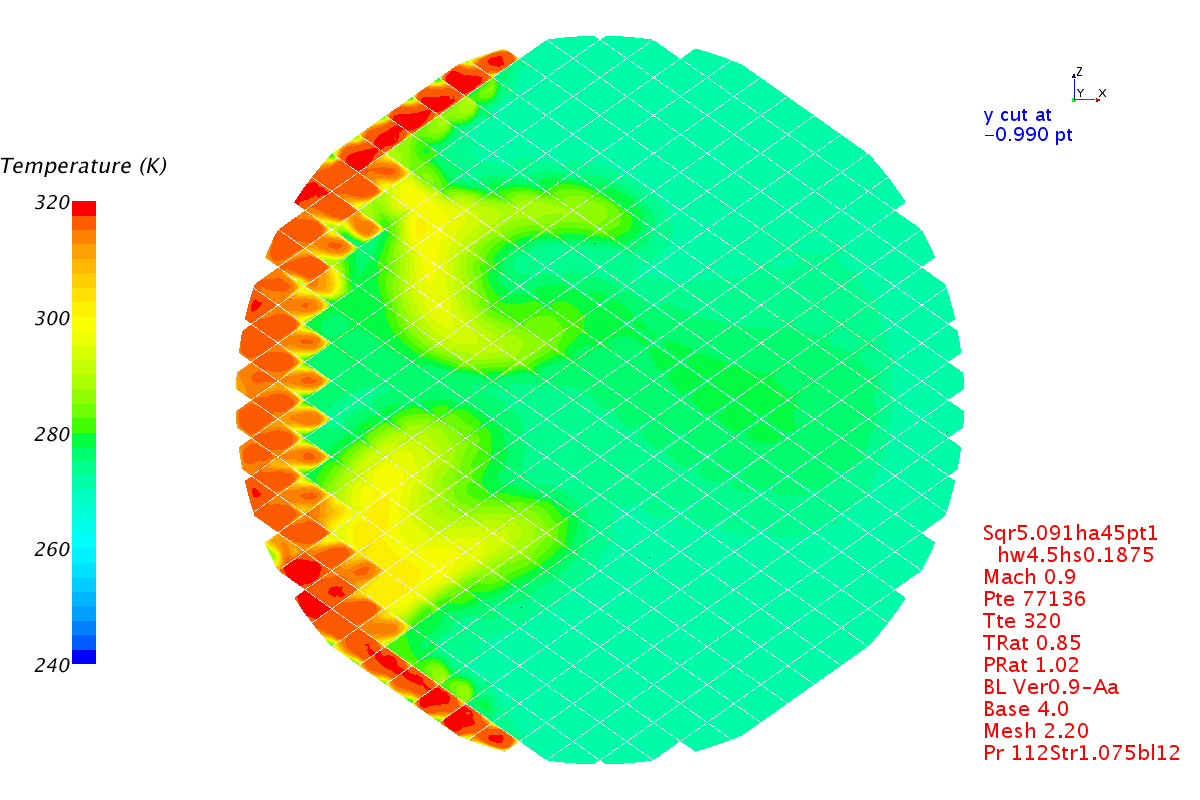 Z
Y X
y cut at
−0.990 pt
Temperature (K)
320
300
280
260
240
Sqr5.091ha45pt1
hw4.5hs0.1875
Mach 0.9
Pte 77136
Tte 320
TRat 0.85
PRat 1.02
BL Ver0.9−Aa
Base 4.0
Mesh 2.20
Pr 112Str1.075bl12